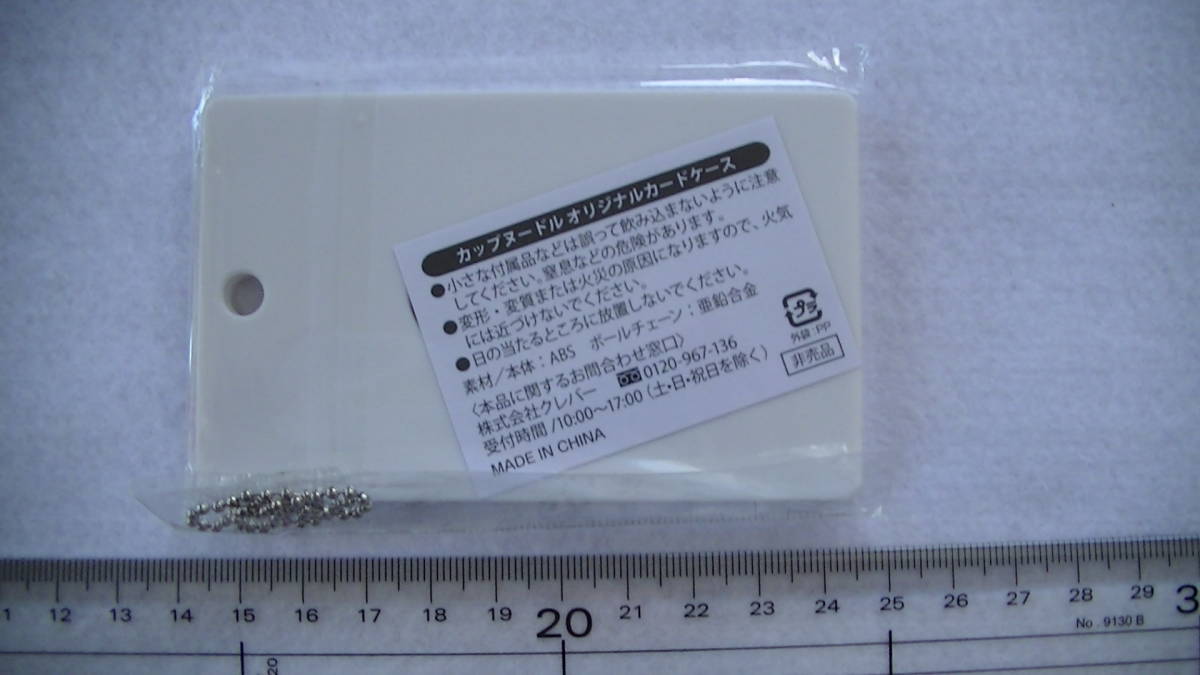 カップヌードル オリジナルカードケース
●小さな付属品などは誤って飲み込まないように注意
してください。窒息などの危険があります。
●変形・変質または火災の原因になりますので、火気
には近づけないでください。
●日の当たるところに放置しないでください。
素材/本体:ABS ボールチェーン:亜鉛合金
〈本品に関するお問合わせ窓口〉
株式会社クレバー 0120-967-136
受付時間/10:00〜17:00(土・日・祝日を除く)
MADE IN CHINA
プラ
外袋:PP
非売品
1 12 13 14 15 16 17 18 19 20 21 22 23 24 25 26 27 28 29 3
No . 9130 B
20